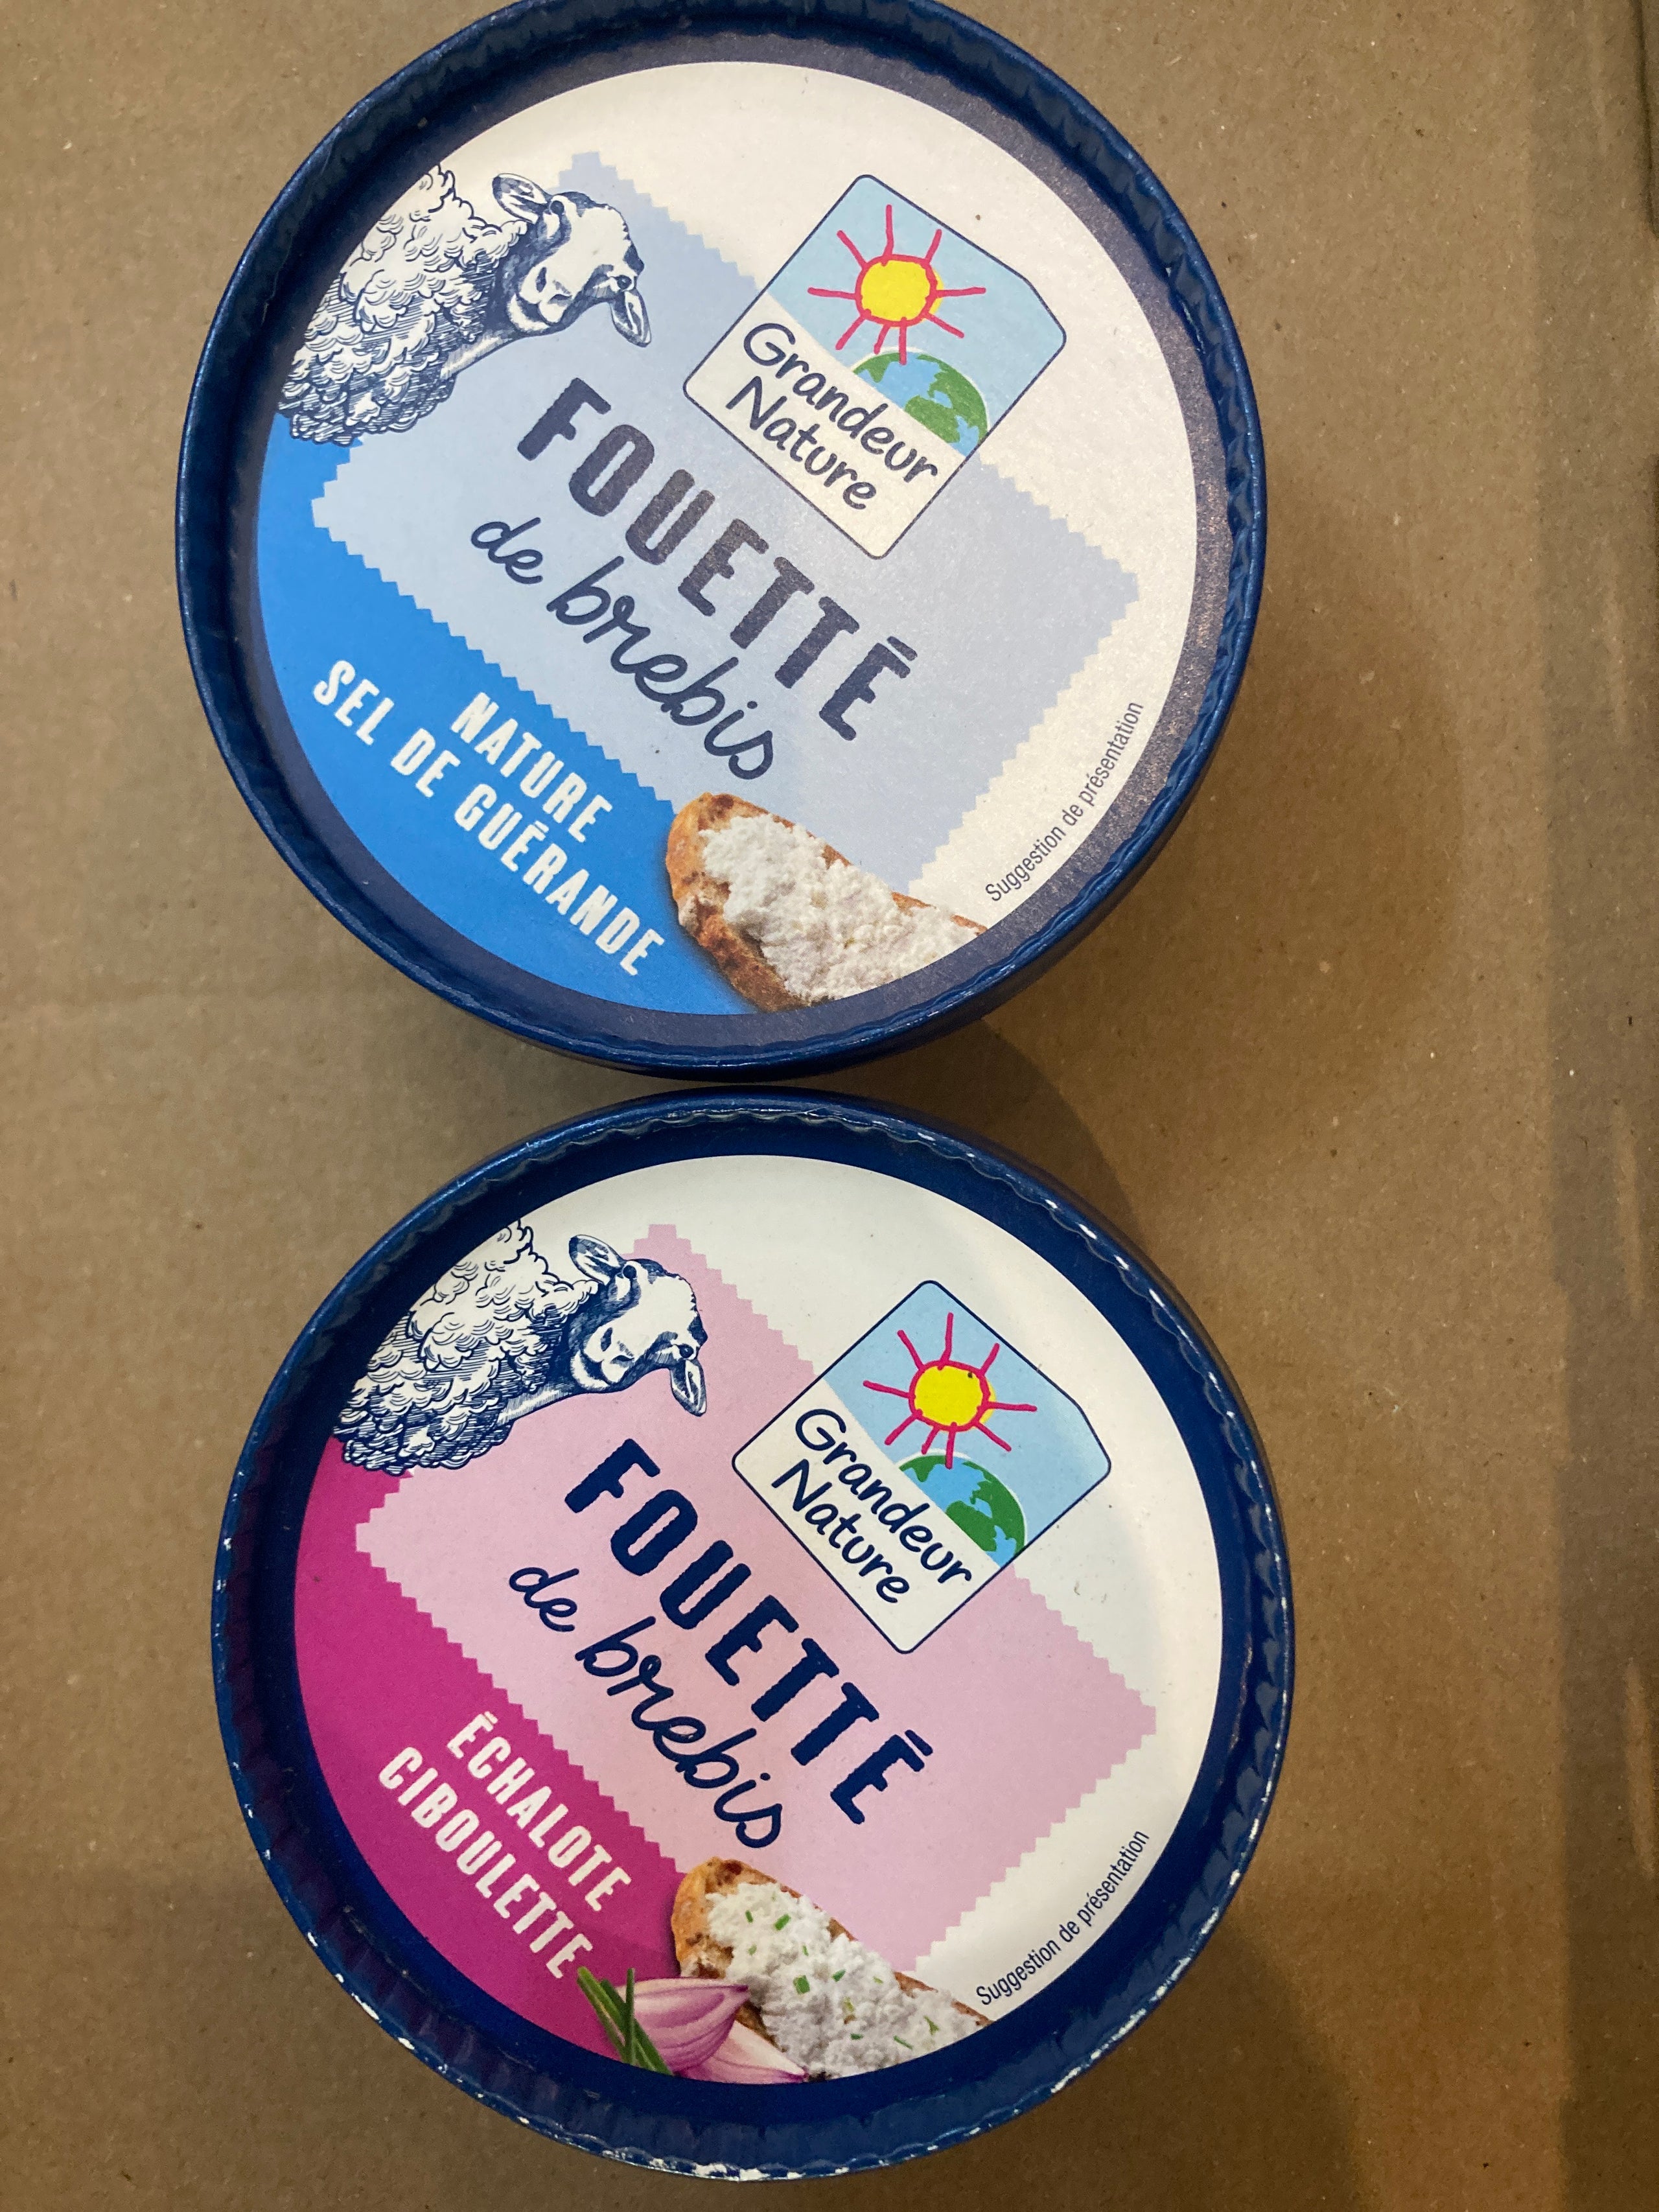 Grandeur
Nature
FOUETTÉ
de brebis
NATURE
SEL DE GUÉRANDE
Suggestion de présentation
Grandeur
Nature
FOUETTÉ
de brebis
ÉCHALOTE
CIBOULETTE
Suggestion de présentation